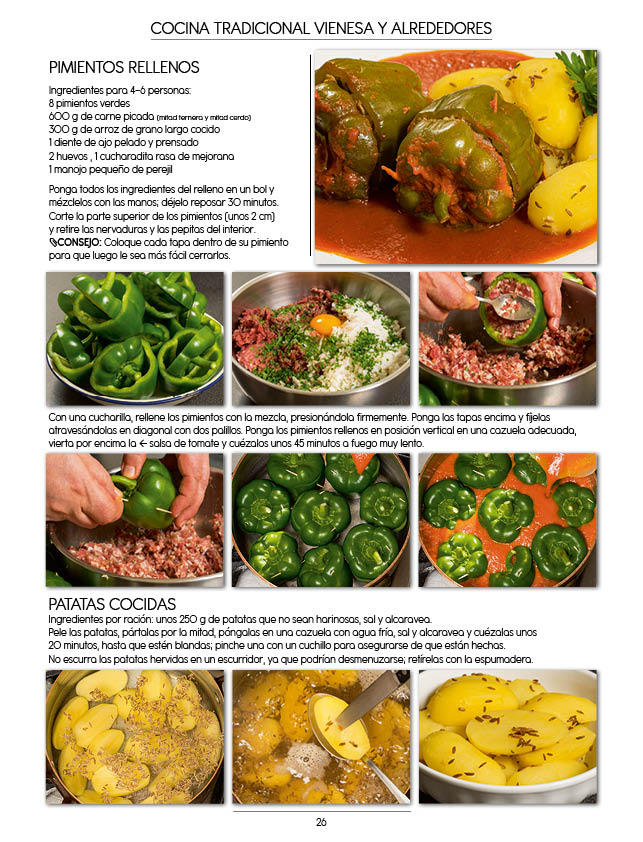 COCINA TRADICIONAL VIENESA Y ALREDEDORES
PIMIENTOS RELLENOS
Ingredientes para 4-6 personas:
8 pimientos verdes
600 g de carne picada (mitad ternera y mitad cerdo)
300 g de arroz de grano largo cocido
1 diente de ajo pelado y prensado
2 huevos , 1 cucharadita rasa de mejorana
1 manojo pequeño de perejil
Ponga todos los ingredientes del relleno en un bol y
mézclelos con las manos; déjelo reposar 30 minutos.
Corte la parte superior de los pimientos (unos 2 cm)
y retire las nervaduras y las pepitas del interior.
✎CONSEJO: Coloque cada tapa dentro de su pimiento
para que luego le sea más fácil cerrarlos.
Con una cucharilla, rellene los pimientos con la mezcla, presionándola firmemente. Ponga las tapas encima y fíjelas
atravesándolas en diagonal con dos palillos. Ponga los pimientos rellenos en posición vertical en una cazuela adecuada,
vierta por encima la ← salsa de tomate y cuézalos unos 45 minutos a fuego muy lento.
PATATAS COCIDAS
Ingredientes por ración: unos 250 g de patatas que no sean harinosas, sal y alcaravea.
Pele las patatas, pártalas por la mitad, póngalas en una cazuela con agua fría, sal y alcaravea y cuézalas unos
20 minutos, hasta que estén blandas; pinche una con un cuchillo para asegurarse de que están hechas.
No escurra las patatas hervidas en un escurridor, ya que podrían desmenuzarse; retírelas con la espumadera.
26